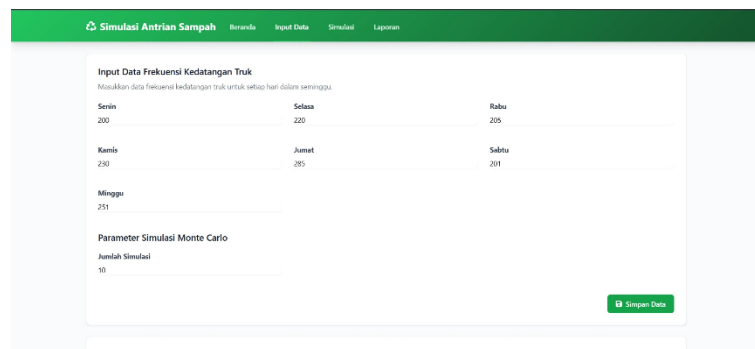 Simulasi Antrian Sampah Beranda Input Data Simulasi Laporan
Input Data Frekuensi Kedatangan Truk
Masukkan data frekuensi kedatangan truk untuk setiap hari dalam seminggu.
Senin Selasa Rabu
200 220 205
Kamis Jumat Sabtu
230 285 201
Minggu
251
Parameter Simulasi Monte Carlo
Jumlah Simulasi
10
Simpan Data